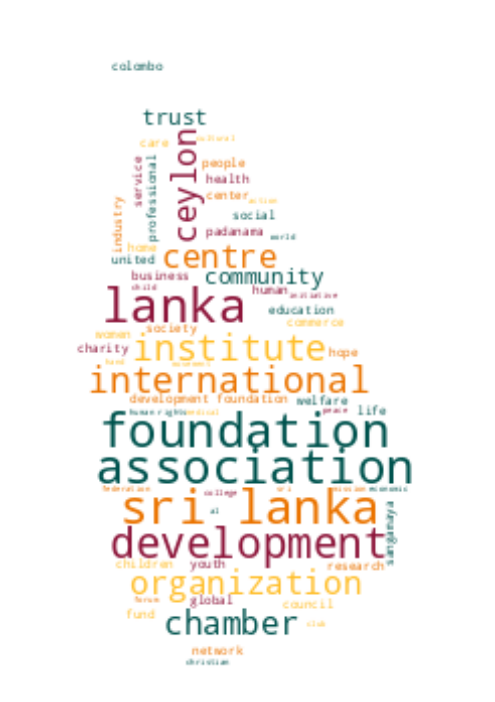 colombo
trust
care cultural
ceylon
service
professional
people
health
center action
industry
social
padanama world
home
united centre
business community
child human initiative
lanka education
society commerce
women
charity institute hope
hand movement
international
development foundation welfare
human rights medical peace life
foundation
association
federation college sri mission economic
sri lanka
al
sangamaya
development
children youth research
organization
forum global council
fund chamber club
network
christian